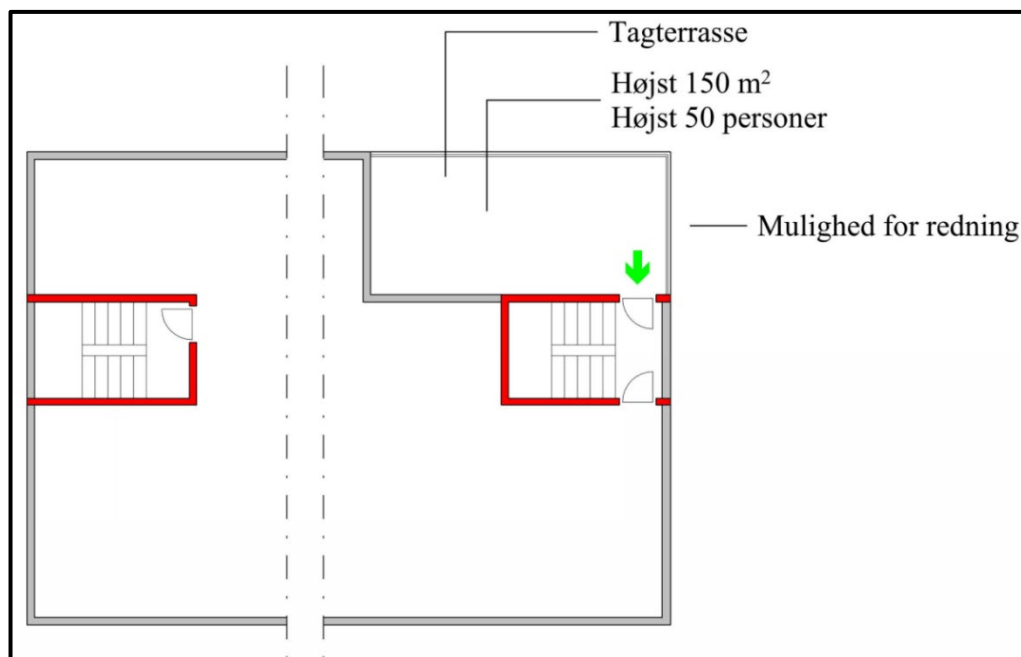 Tagterrasse
Højst 150 m²
Højst 50 personer
Mulighed for redning